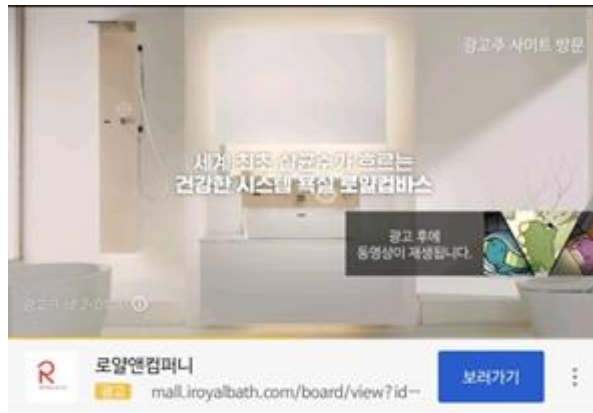 광고주 사이트 방문
세계 최초 살균수가 흐르는
건강한 시스템 욕실 로얄컴바스
광고 후에
동영상이 재생됩니다.
로얄앤컴퍼니
광고
mall.iroyalbath.com/board/view?id…
보러가기